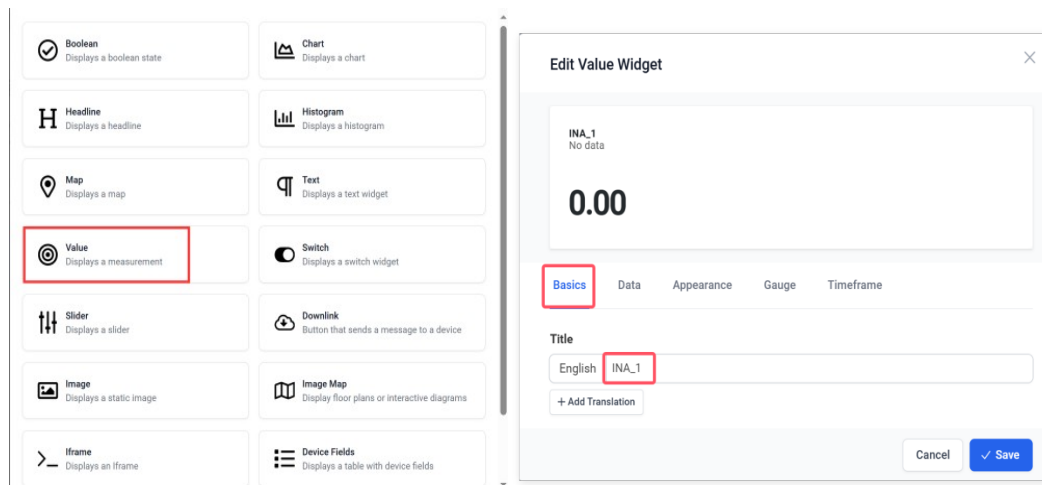 Boolean
Displays a boolean state
Chart
Displays a chart
Headline
Displays a headline
Histogram
Displays a histogram
Map
Displays a map
Text
Displays a text widget
Value
Displays a measurement
Switch
Displays a switch widget
Slider
Displays a slider
Downlink
Button that sends a message to a device
Image
Displays a static image
Image Map
Display floor plans or interactive diagrams
Iframe
Displays an Iframe
Device Fields
Displays a table with device fields
Edit Value Widget
INA_1
No data
0.00
Basics Data Appearance Gauge Timeframe
Title
English INA_1
+ Add Translation
Cancel Save